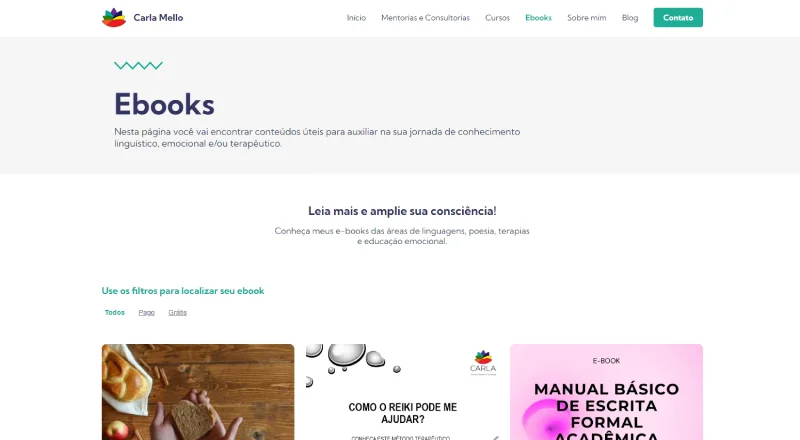 Carla Mello
Início
Mentorias e Consultorias
Cursos
Ebooks
Sobre mim
Blog
Contato
Ebooks
Nesta página você vai encontrar conteúdos úteis para auxiliar na sua jornada de conhecimento
linguístico, emocional e/ou terapêutico.
Leia mais e amplie sua consciência!
Conheça meus e-books das áreas de linguagens, poesia, terapias
e educação emocional.
Use os filtros para localizar seu ebook
Todos
Pago
Grátis
CARLA
COMO O REIKI PODE ME
AJUDAR?
CONHEÇA ESTE MÉTODO TERAPÊUTICO
E-BOOK
MANUAL BÁSICO
DE ESCRITA
FORMAL
ACADÊMICA